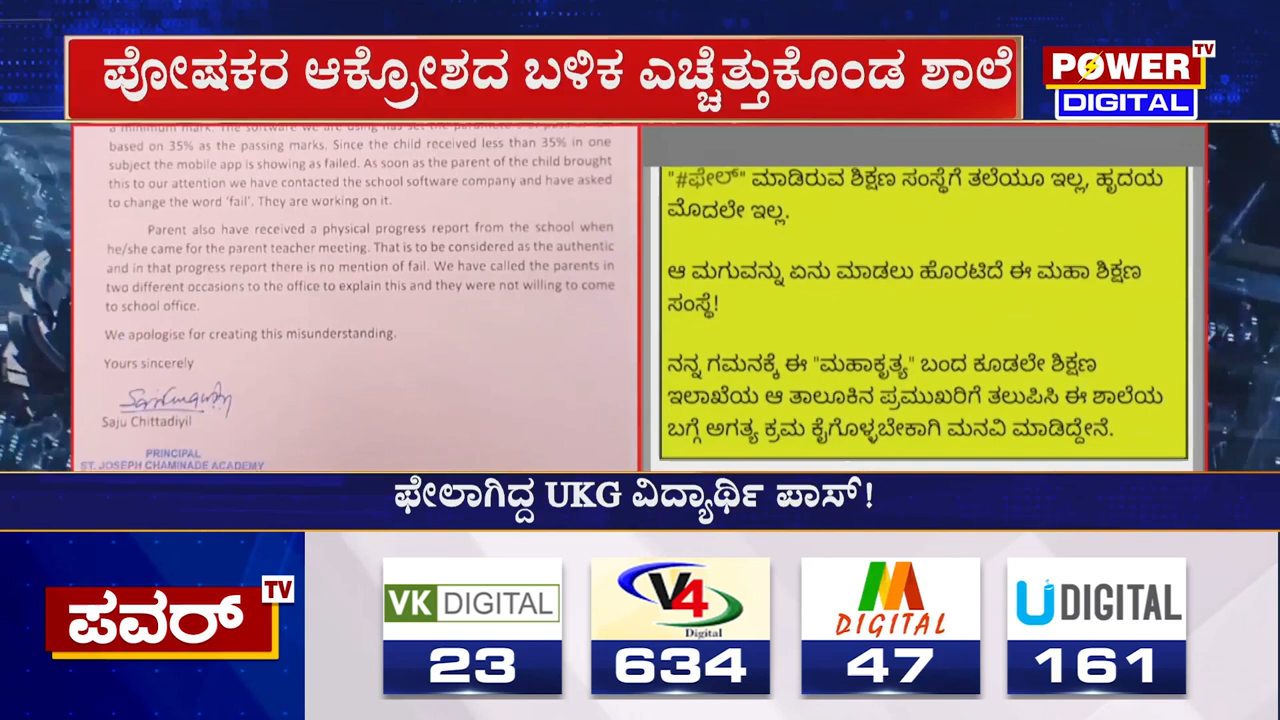 ಪೋಷಕರ ಆಕ್ರೋಶದ ಬಳಿಕ ಎಚ್ಚೆತ್ತುಕೊಂಡ ಶಾಲೆ
POWER TV
DIGITAL
a minimum mark. The software we are using has set the
based on 35% as the passing marks. Since the child received less than 35% in one
subject the mobile app is showing as failed. As soon as the parent of the child brought
this to our attention we have contacted the school software company and have asked
to change the word 'fail'. They are working on it.
Parent also have received a physical progress report from the school when
he/she came for the parent teacher meeting. That is to be considered as the authentic
and in that progress report there is no mention of fail. We have called the parents in
two different occasions to the office to explain this and they were not willing to come
to school office.
We apologise for creating this misunderstanding.
Yours sincerely
Saju Chittadiyil
PRINCIPAL
ST. JOSEPH CHAMINADE ACADEMY
"#ಫೇಲ್" ಮಾಡಿರುವ ಶಿಕ್ಷಣ ಸಂಸ್ಥೆಗೆ ತಲೆಯೂ ಇಲ್ಲ, ಹೃದಯ
ಮೊದಲೇ ಇಲ್ಲ.
ಆ ಮಗುವನ್ನು ಏನು ಮಾಡಲು ಹೊರಟಿದೆ ಈ ಮಹಾ ಶಿಕ್ಷಣ
ಸಂಸ್ಥೆ!
ನನ್ನ ಗಮನಕ್ಕೆ ಈ "ಮಹಾಕೃತ್ಯ" ಬಂದ ಕೂಡಲೇ ಶಿಕ್ಷಣ
ಇಲಾಖೆಯ ಆ ತಾಲೂಕಿನ ಪ್ರಮುಖರಿಗೆ ತಲುಪಿಸಿ ಈ ಶಾಲೆಯ
ಬಗ್ಗೆ ಅಗತ್ಯ ಕ್ರಮ ಕೈಗೊಳ್ಳಬೇಕಾಗಿ ಮನವಿ ಮಾಡಿದ್ದೇನೆ.
ಫೇಲಾಗಿದ್ದ UKG ವಿದ್ಯಾರ್ಥಿ ಪಾಸ್!
ಪವರ್ TV
VK DIGITAL
23
V4 Digital
634
M DIGITAL
47
U DIGITAL
161